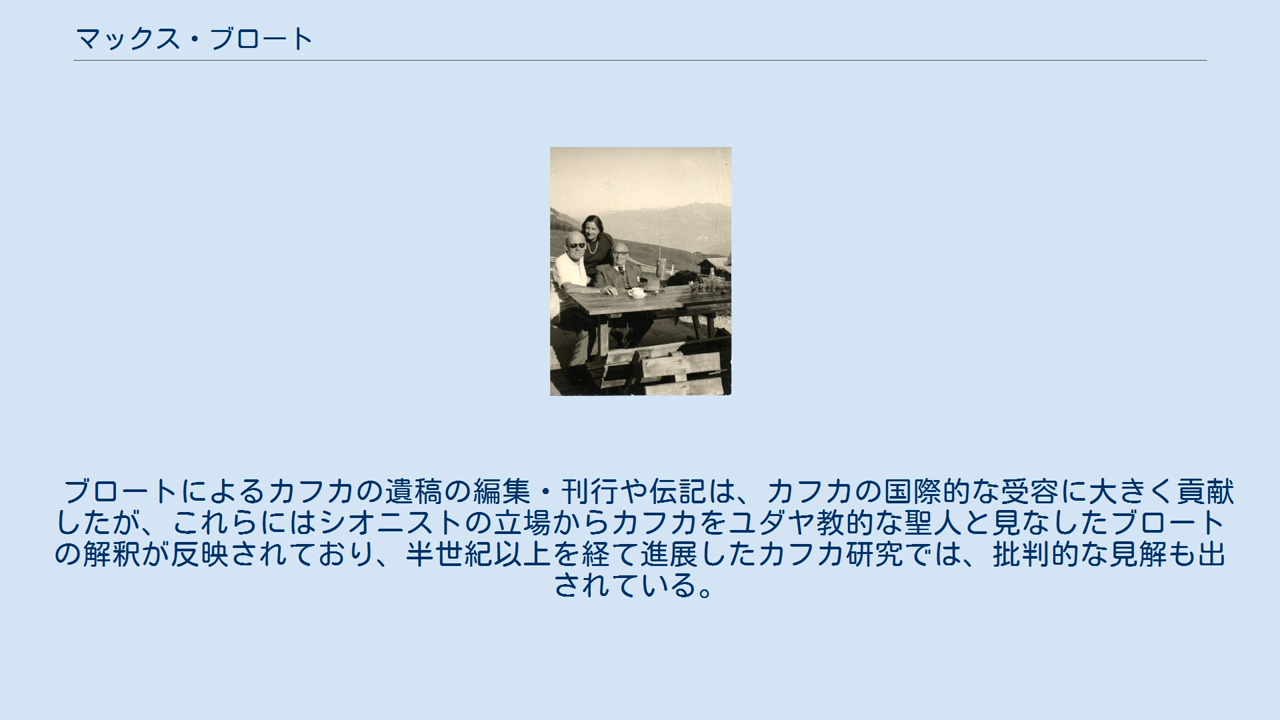 マックス・ブロート
ブロートによるカフカの遺稿の編集・刊行や伝記は、カフカの国際的な受容に大きく貢献
したが、これらにはシオニストの立場からカフカをユダヤ教的な聖人と見なしたブロート
の解釈が反映されており、半世紀以上を経て進展したカフカ研究では、批判的な見解も出
されている。